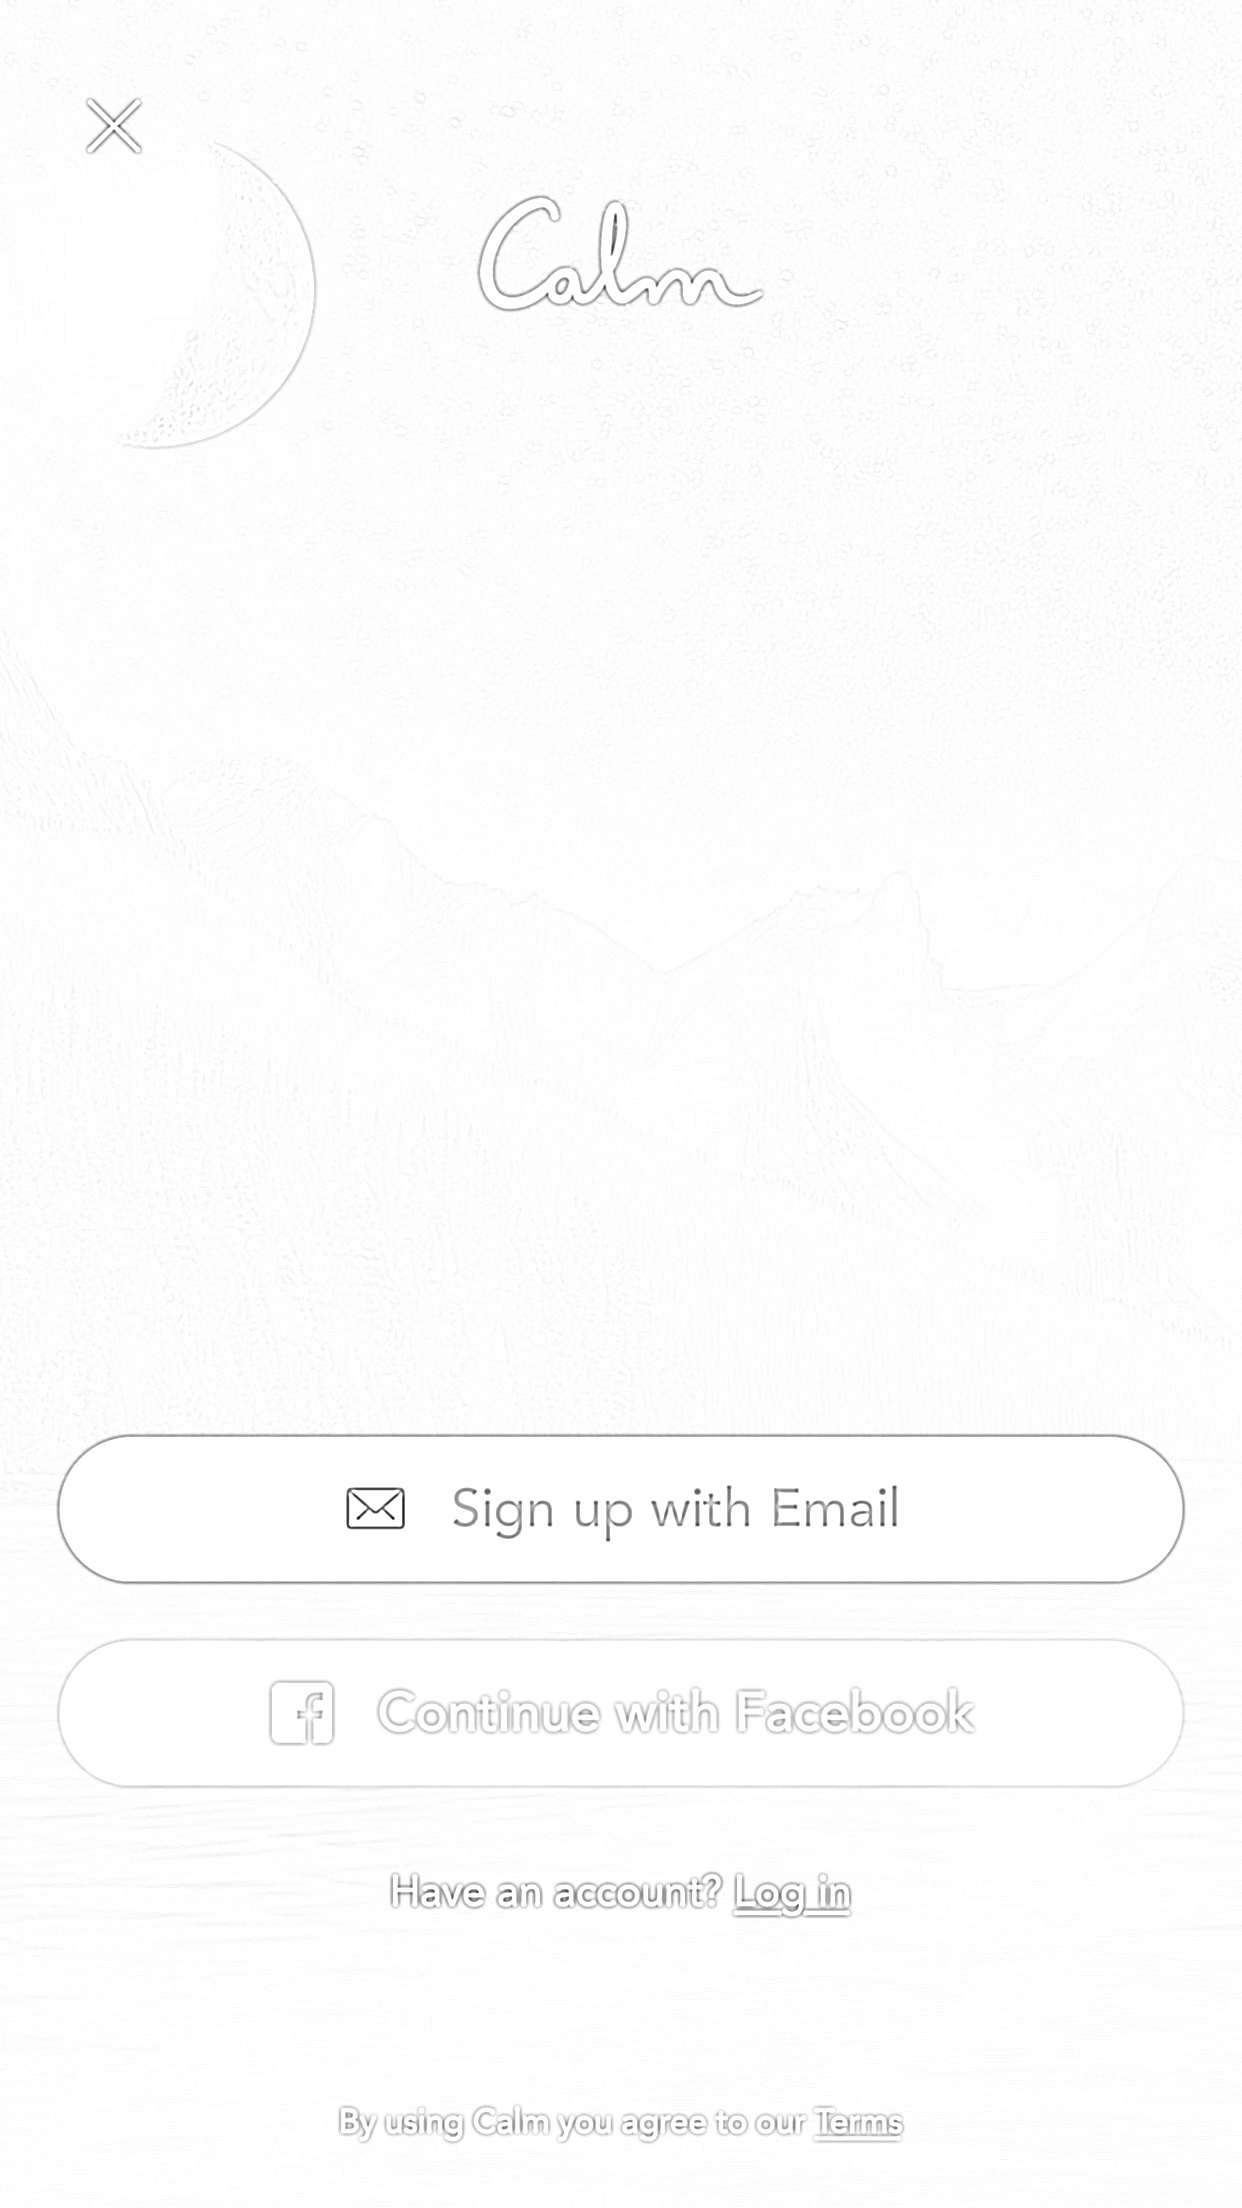 Calm
Sign up with Email
Continue with Facebook
Have an account? Log in
By using Calm you agree to our Terms